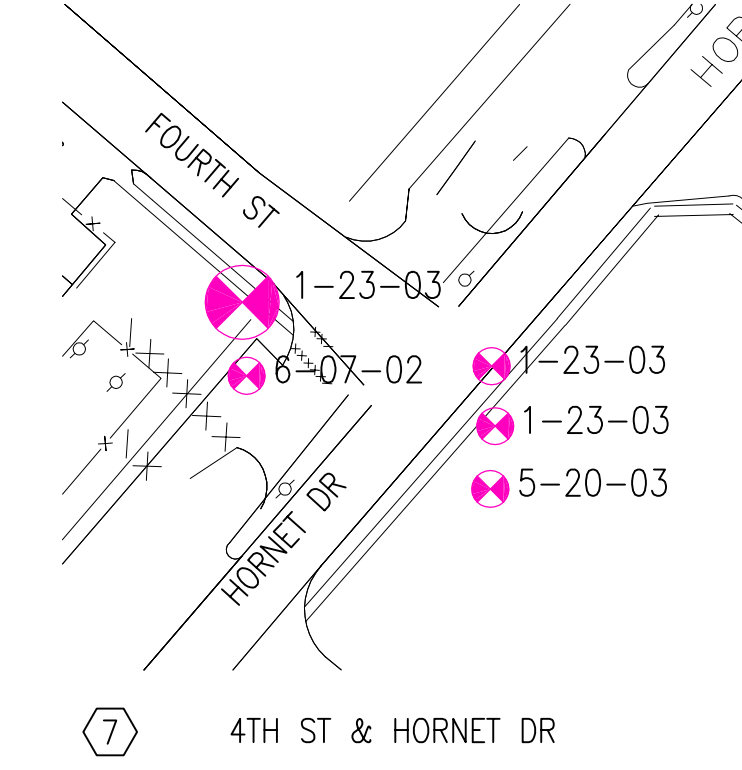 HOR
FOURTH ST
1-23-03
6-07-02
1-23-03
1-23-03
5-20-03
HORNET DR
7 4TH ST & HORNET DR